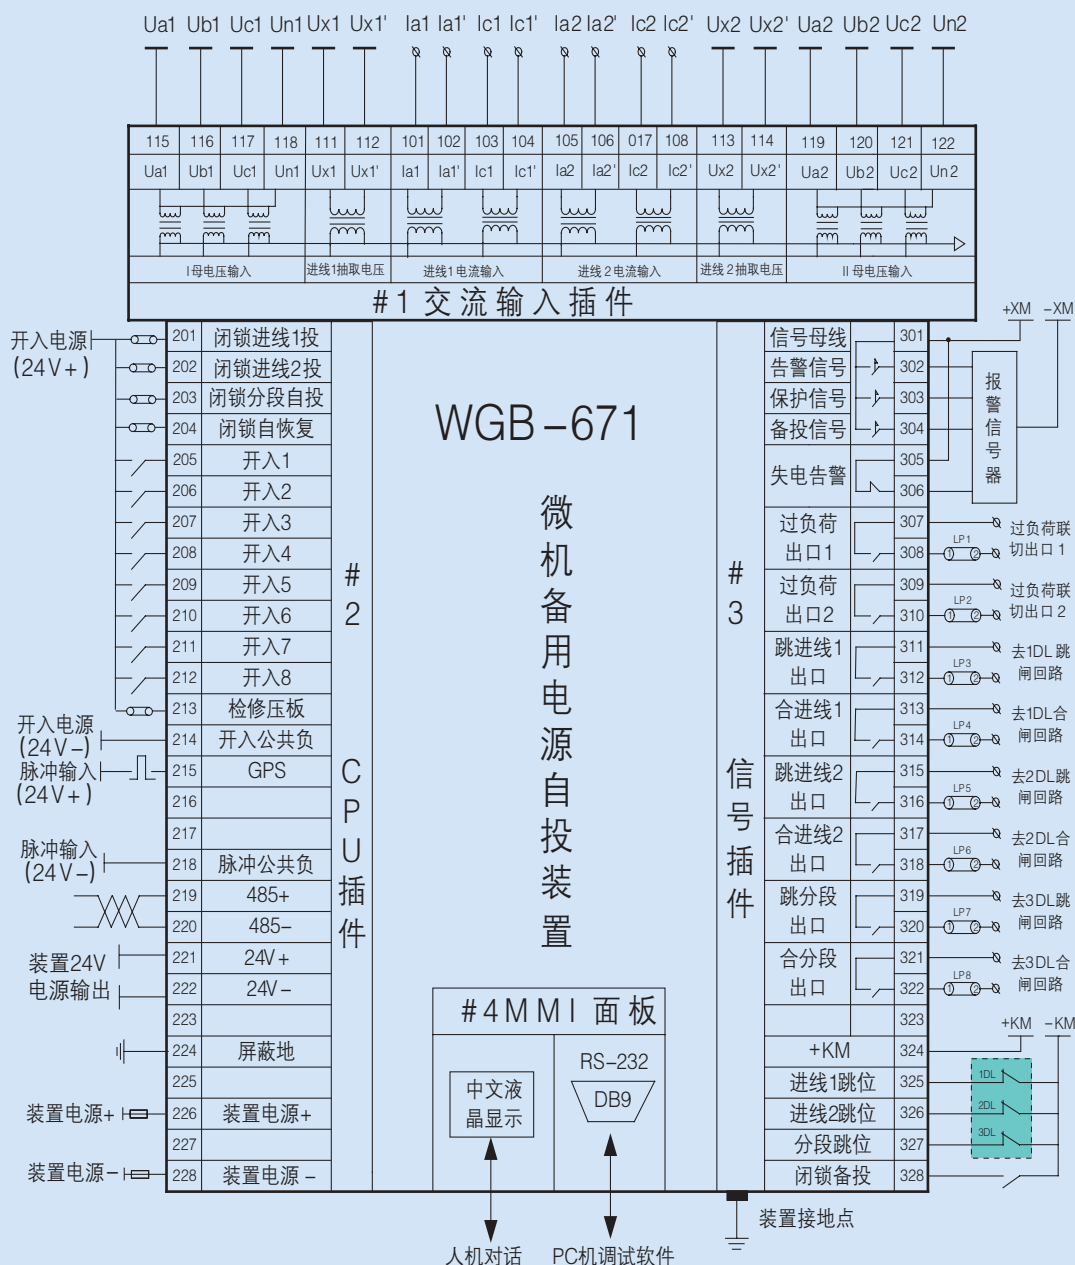 Ua1 Ub1 Uc1 Un1 Ux1 Ux1' Ia1 Ia1' Ic1 Ic1' Ia2 Ia2' Ic2 Ic2' Ux2 Ux2' Ua2 Ub2 Uc2 Un2
115 116 117 118 111 112 101 102 103 104 105 106 017 108 113 114 119 120 121 122
Ua1 Ub1 Uc1 Un1 Ux1 Ux1' Ia1 Ia1' Ic1 Ic1' Ia2 Ia2' Ic2 Ic2' Ux2 Ux2' Ua2 Ub2 Uc2 Un2
I母电压输入 进线1抽取电压 进线1电流输入 进线2电流输入 进线2抽取电压 II母电压输入
#1交流输入插件
开入电源
(24V+)
201 闭锁进线1投
202 闭锁进线2投
203 闭锁分段自投
204 闭锁自恢复
205 开入1
206 开入2
207 开入3
208 开入4
209 开入5
210 开入6
211 开入7
212 开入8
213 检修压板
开入电源
(24V-)
214 开入公共负
脉冲输入
(24V+)
215 GPS
216
217
脉冲输入
(24V-)
218 脉冲公共负
219 485+
220 485-
装置24V
电源输出
221 24V+
222 24V-
223
224 屏蔽地
225
装置电源+ 226 装置电源+
227
装置电源- 228 装置电源-
#2
CPU插件
WGB-671
微机备用电源自投装置
#4MMI面板
中文液
晶显示
RS-232
DB9
人机对话
PC机调试软件
#3
信号插件
+XM -XM
信号母线 301
告警信号 302
保护信号 303
备投信号 304
失电告警 305
306
报警信号器
过负荷
出口1
307
308
LP1
1 2
过负荷联
切出口1
过负荷
出口2
309
310
LP2
1 2
过负荷联
切出口2
跳进线1
出口
311
312
LP3
1 2
去1DL跳
闸回路
合进线1
出口
313
314
LP4
1 2
去1DL合
闸回路
跳进线2
出口
315
316
LP5
1 2
去2DL跳
闸回路
合进线2
出口
317
318
LP6
1 2
去2DL合
闸回路
跳分段
出口
319
320
LP7
1 2
去3DL跳
闸回路
合分段
出口
321
322
LP8
1 2
去3DL合
闸回路
323
+KM -KM
+KM 324
进线1跳位 325 1DL
进线2跳位 326 2DL
分段跳位 327 3DL
闭锁备投 328
装置接地点